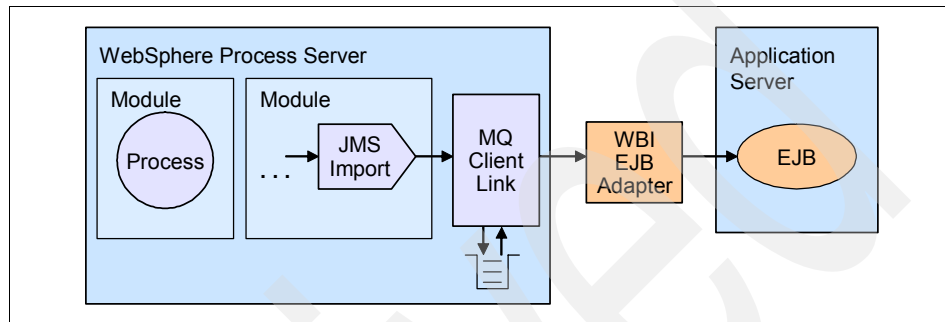 WebSphere Process Server
Module
Process
Module
. . .
JMS
Import
MQ
Client
Link
WBI
EJB
Adapter
Application
Server
EJB